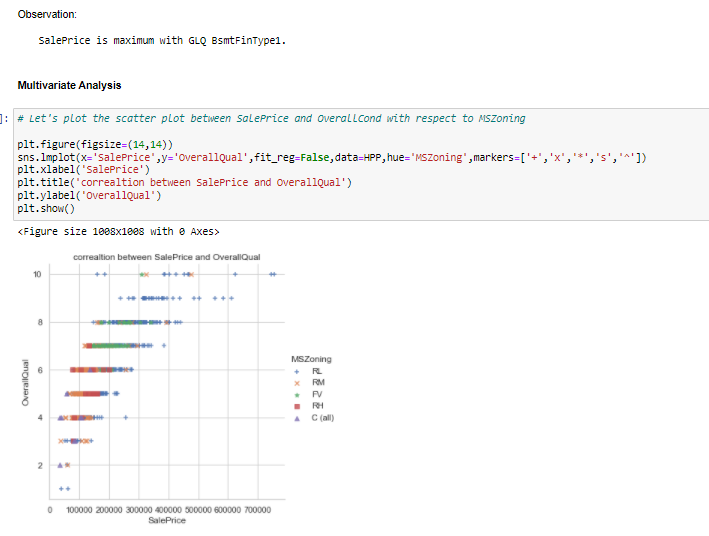 Observation:
SalePrice is maximum with GLQ BsmtFinType1.
Multivariate Analysis
]: # Let's plot the scatter plot between SalePrice and OverallCond with respect to MSZoning
plt.figure(figsize=(14,14))
sns.lmplot(x='SalePrice',y='OverallQual',fit_reg=False,data=HPP,hue='MSZoning',markers=['+','x','*','s','^'])
plt.xlabel('SalePrice')
plt.title('correaltion between SalePrice and OverallQual')
plt.ylabel('OverallQual')
plt.show()
<Figure size 1008x1008 with 0 Axes>
correaltion between SalePrice and OverallQual
10
8
6
4
2
OverallQual
0 100000 200000 300000 400000 500000 600000 700000
SalePrice
MSZoning
RL
RM
FV
RH
C (all)